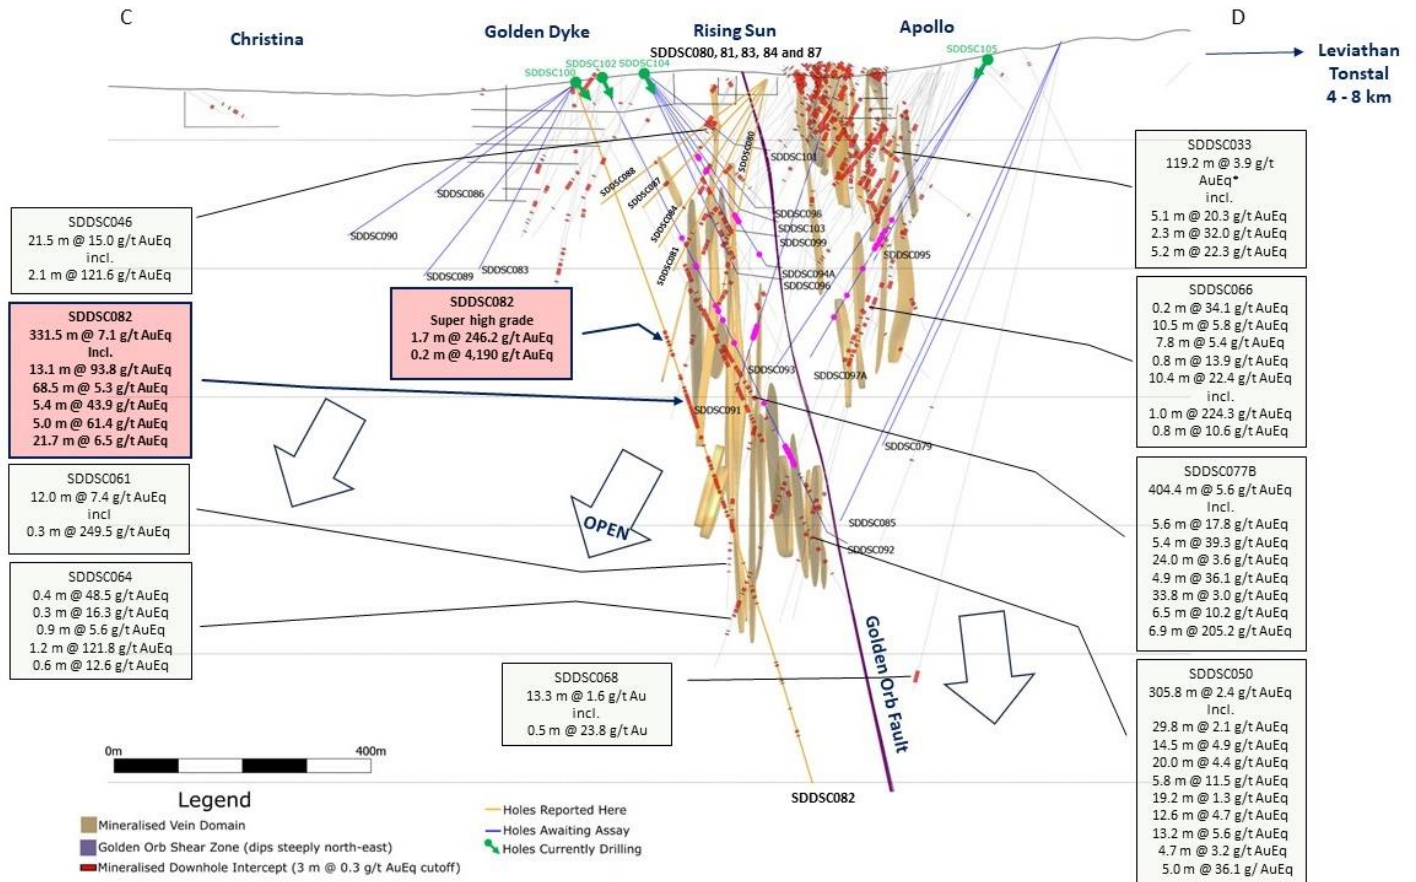 C
D
Christina
Golden Dyke
Rising Sun
Apollo
SDDSC080, 81, 83, 84 and 87
SDDSC100
SDDSC102
SDDSC104
SDDSC105
Leviathan
Tonstal
4 - 8 km
SDDSC046
21.5 m @ 15.0 g/t AuEq
incl.
2.1 m @ 121.6 g/t AuEq
SDDSC082
331.5 m @ 7.1 g/t AuEq
Incl.
13.1 m @ 93.8 g/t AuEq
68.5 m @ 5.3 g/t AuEq
5.4 m @ 43.9 g/t AuEq
5.0 m @ 61.4 g/t AuEq
21.7 m @ 6.5 g/t AuEq
SDDSC061
12.0 m @ 7.4 g/t AuEq
incl
0.3 m @ 249.5 g/t AuEq
SDDSC064
0.4 m @ 48.5 g/t AuEq
0.3 m @ 16.3 g/t AuEq
0.9 m @ 5.6 g/t AuEq
1.2 m @ 121.8 g/t AuEq
0.6 m @ 12.6 g/t AuEq
SDDSC082
Super high grade
1.7 m @ 246.2 g/t AuEq
0.2 m @ 4,190 g/t AuEq
SDDSC086
SDDSC090
SDDSC089
SDDSC083
SDDSC088
SDDSC087
SDDSC084
SDDSC081
SDDSC080
SDDSC101
SDDSC098
SDDSC103
SDDSC099
SDDSC094A
SDDSC096
SDDSC095
SDDSC093
SDDSC097A
SDDSC091
SDDSC079
SDDSC085
SDDSC092
OPEN
Golden Orb Fault
SDDSC068
13.3 m @ 1.6 g/t Au
incl.
0.5 m @ 23.8 g/t Au
SDDSC082
SDDSC033
119.2 m @ 3.9 g/t
AuEq*
incl.
5.1 m @ 20.3 g/t AuEq
2.3 m @ 32.0 g/t AuEq
5.2 m @ 22.3 g/t AuEq
SDDSC066
0.2 m @ 34.1 g/t AuEq
10.5 m @ 5.8 g/t AuEq
7.8 m @ 5.4 g/t AuEq
0.8 m @ 13.9 g/t AuEq
10.4 m @ 22.4 g/t AuEq
incl.
1.0 m @ 224.3 g/t AuEq
0.8 m @ 10.6 g/t AuEq
SDDSC077B
404.4 m @ 5.6 g/t AuEq
Incl.
5.6 m @ 17.8 g/t AuEq
5.4 m @ 39.3 g/t AuEq
24.0 m @ 3.6 g/t AuEq
4.9 m @ 36.1 g/t AuEq
33.8 m @ 3.0 g/t AuEq
6.5 m @ 10.2 g/t AuEq
6.9 m @ 205.2 g/t AuEq
SDDSC050
305.8 m @ 2.4 g/t AuEq
Incl.
29.8 m @ 2.1 g/t AuEq
14.5 m @ 4.9 g/t AuEq
20.0 m @ 4.4 g/t AuEq
5.8 m @ 11.5 g/t AuEq
19.2 m @ 1.3 g/t AuEq
12.6 m @ 4.7 g/t AuEq
13.2 m @ 5.6 g/t AuEq
4.7 m @ 3.2 g/t AuEq
5.0 m @ 36.1 g/ AuEq
0m
400m
Legend
Mineralised Vein Domain
Golden Orb Shear Zone (dips steeply north-east)
Mineralised Downhole Intercept (3 m @ 0.3 g/t AuEq cutoff)
Holes Reported Here
Holes Awaiting Assay
Holes Currently Drilling